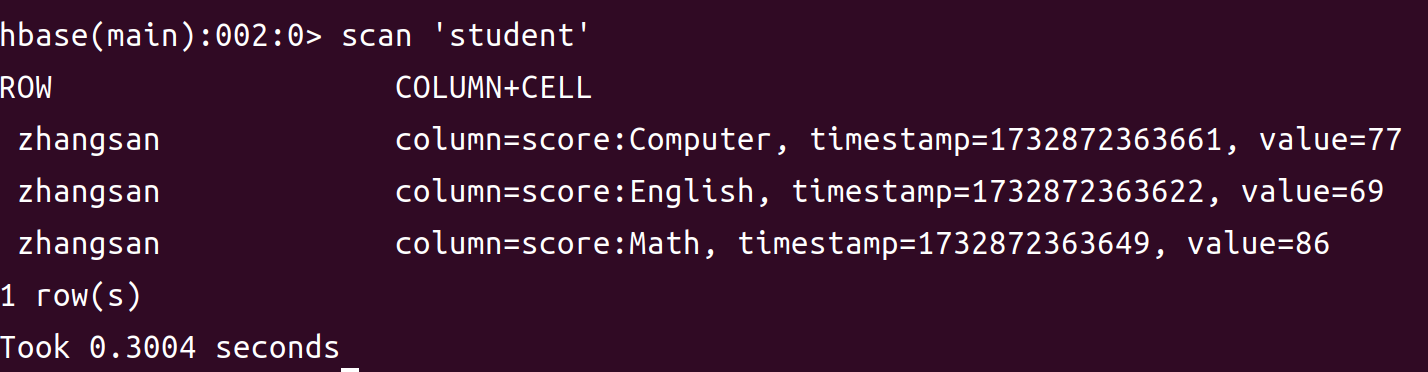 hbase(main):002:0> scan 'student'
ROW                   COLUMN+CELL
 zhangsan             column=score:Computer, timestamp=1732872363661, value=77
 zhangsan             column=score:English, timestamp=1732872363622, value=69
 zhangsan             column=score:Math, timestamp=1732872363649, value=86
1 row(s)
Took 0.3004 seconds